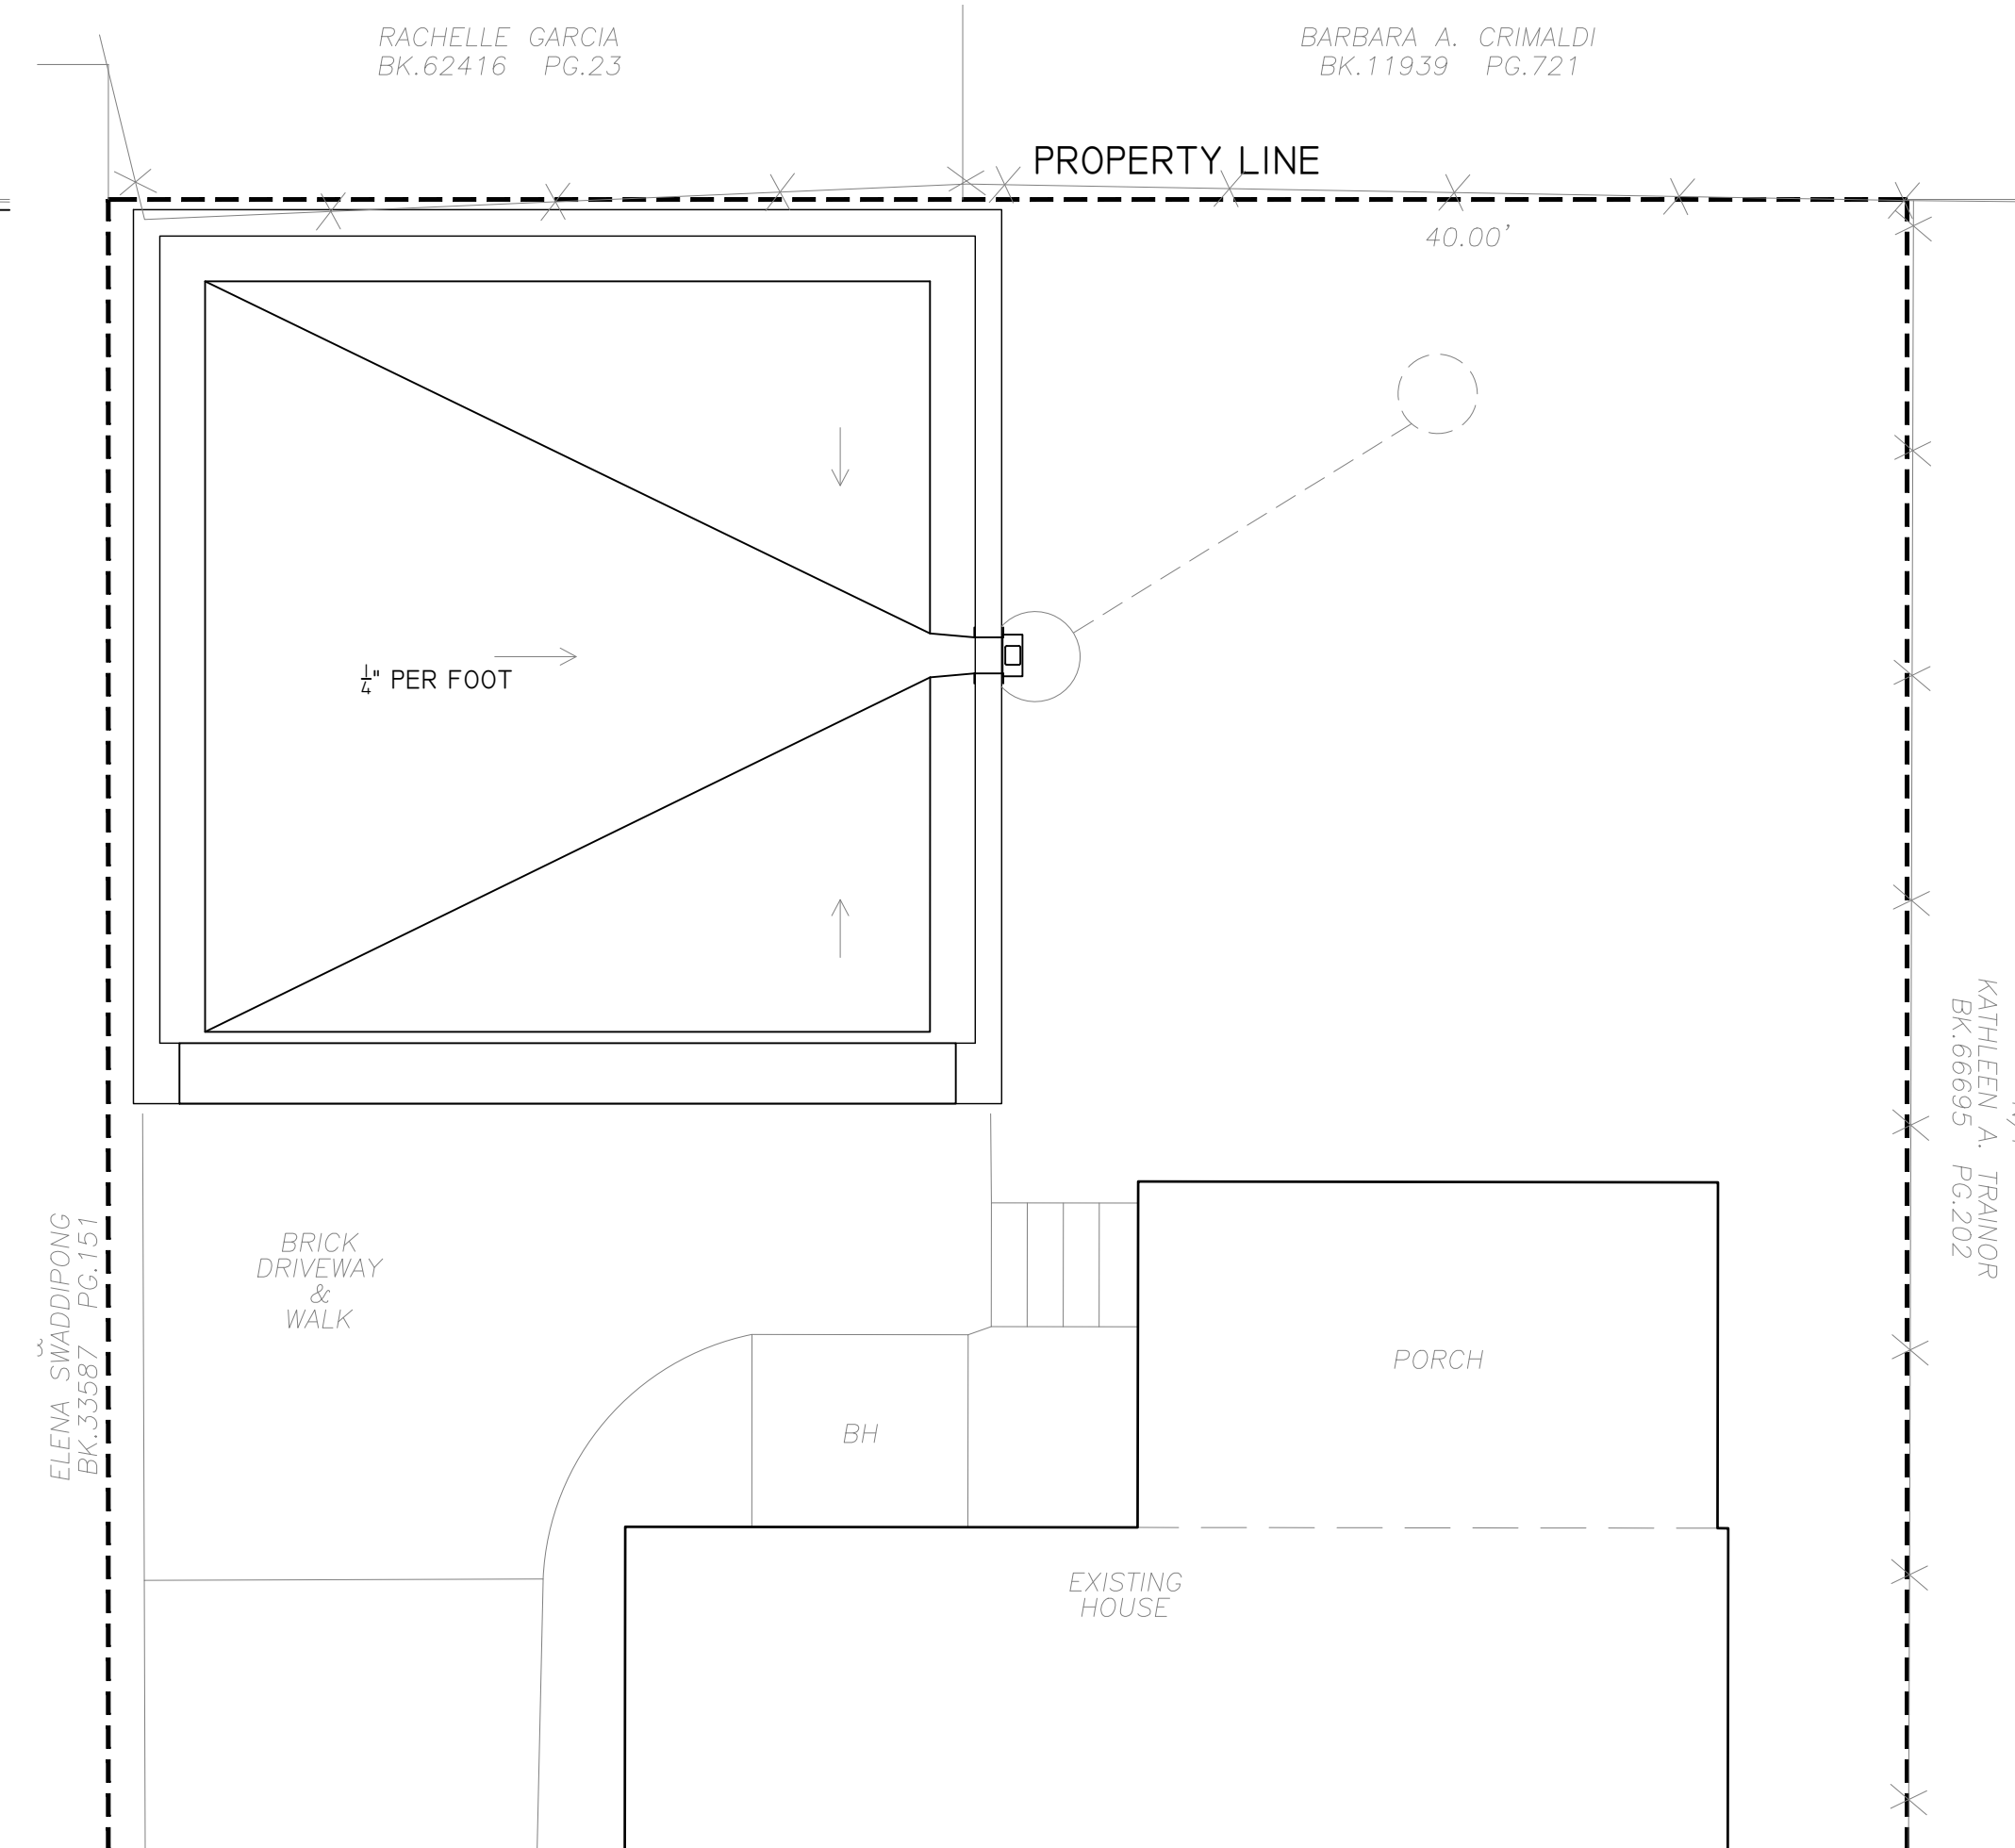 RACHELLE GARCIA
BK.62416 PG.23
BARBARA A. CRIMALDI
BK.11939 PG.721
PROPERTY LINE
40.00'
¼" PER FOOT
KATHLEEN A. TRAINOR
BK.66695 PG.202
ELENA SWADDIPONG
BK.33587 PG.151
BRICK
DRIVEWAY
&
WALK
PORCH
BH
EXISTING
HOUSE